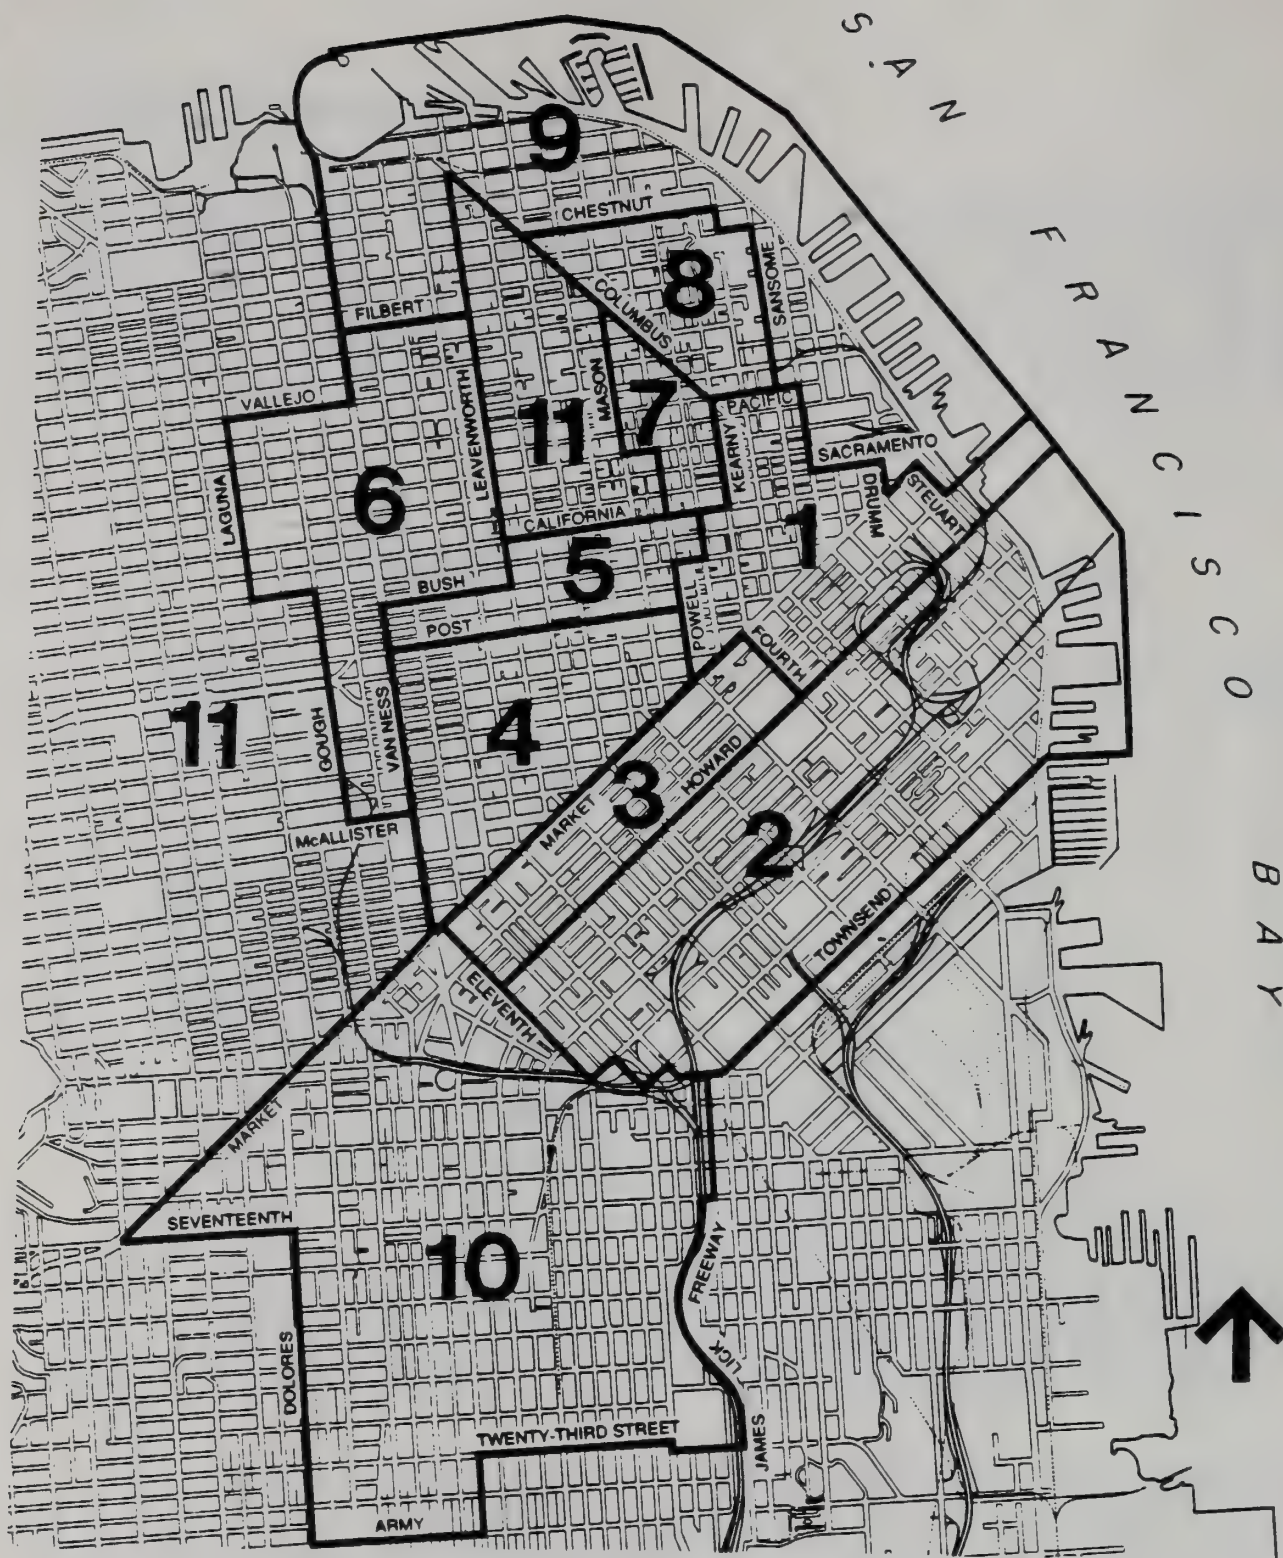 SAN FRANCISCO BAY
9
CHESTNUT
8
SANSOME
COLUMBUS
FILBERT
MASON
7
VALLEJO
LEAVENWORTH
11
PACIFIC
KEARNY
SACRAMENTO
LAGUNA
6
DRUMM
STEUART
CALIFORNIA
1
5
BUSH
POST
POWELL
FOURTH
11
GOUGH
VAN NESS
4
HOWARD
3
MARKET
2
McALLISTER
TOWNSEND
ELEVENTH
MARKET
SEVENTEENTH
10
FREEWAY
LICK
DOLORES
JAMES
TWENTY-THIRD STREET
ARMY